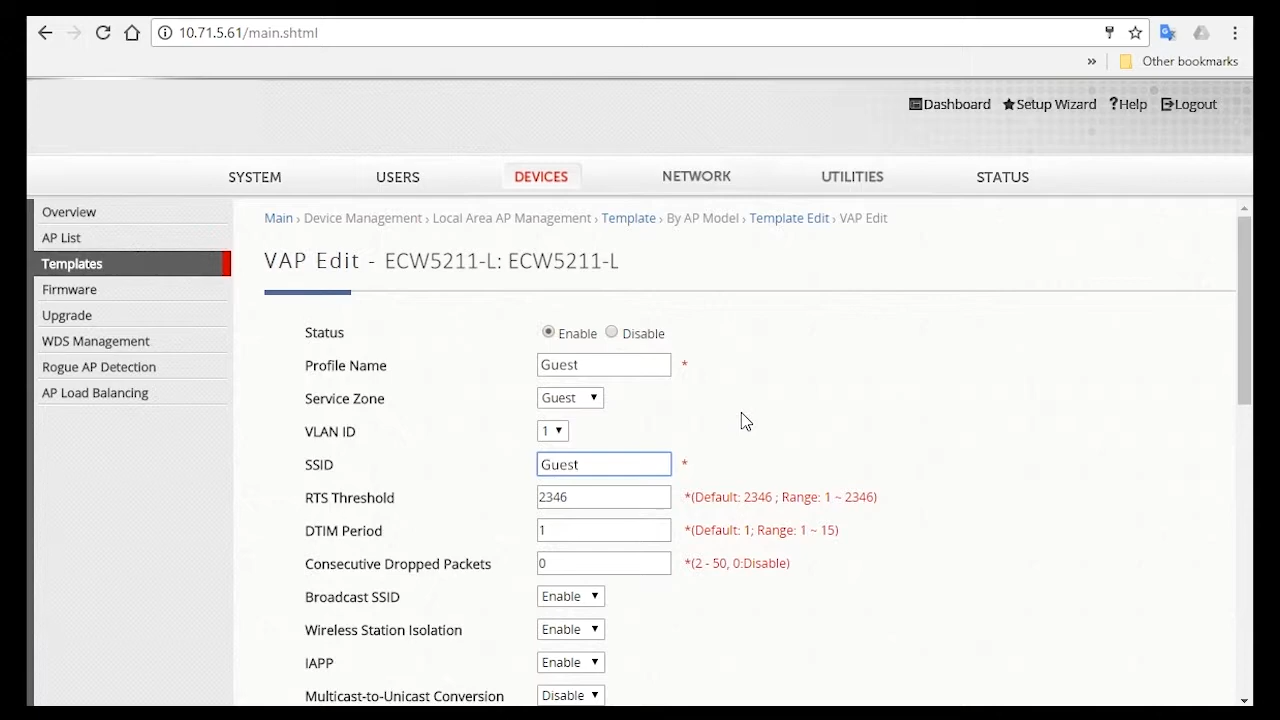 10.71.5.61/main.shtml
» Other bookmarks
Dashboard Setup Wizard ?Help Logout
SYSTEM USERS DEVICES NETWORK UTILITIES STATUS
Overview
AP List
Templates
Firmware
Upgrade
WDS Management
Rogue AP Detection
AP Load Balancing
Main › Device Management › Local Area AP Management › Template › By AP Model › Template Edit › VAP Edit
VAP Edit - ECW5211-L: ECW5211-L
Status Enable Disable
Profile Name Guest *
Service Zone Guest
VLAN ID 1
SSID Guest *
RTS Threshold 2346 *(Default: 2346 ; Range: 1 ~ 2346)
DTIM Period 1 *(Default: 1; Range: 1 ~ 15)
Consecutive Dropped Packets 0 *(2 - 50, 0:Disable)
Broadcast SSID Enable
Wireless Station Isolation Enable
IAPP Enable
Multicast-to-Unicast Conversion Disable